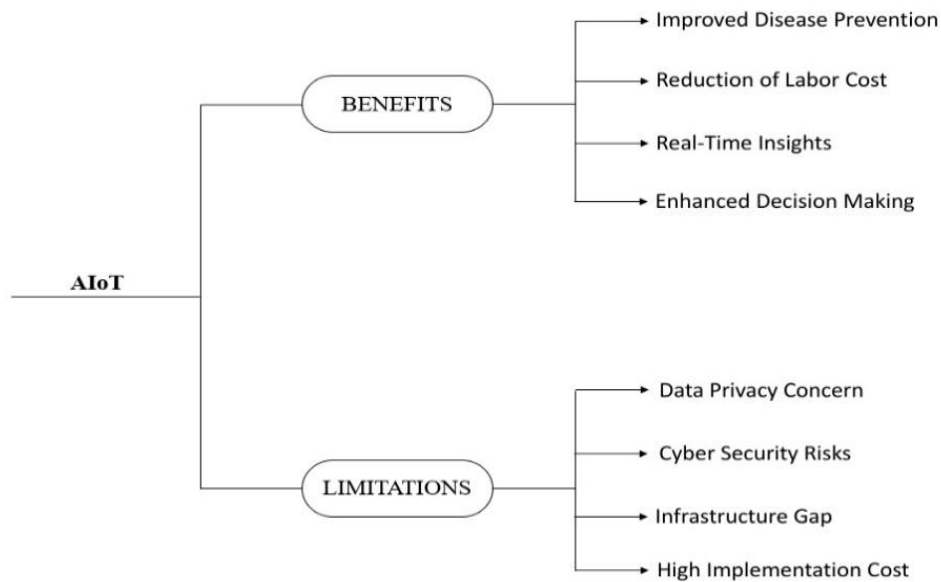 AIoT
BENEFITS
Improved Disease Prevention
Reduction of Labor Cost
Real-Time Insights
Enhanced Decision Making
LIMITATIONS
Data Privacy Concern
Cyber Security Risks
Infrastructure Gap
High Implementation Cost